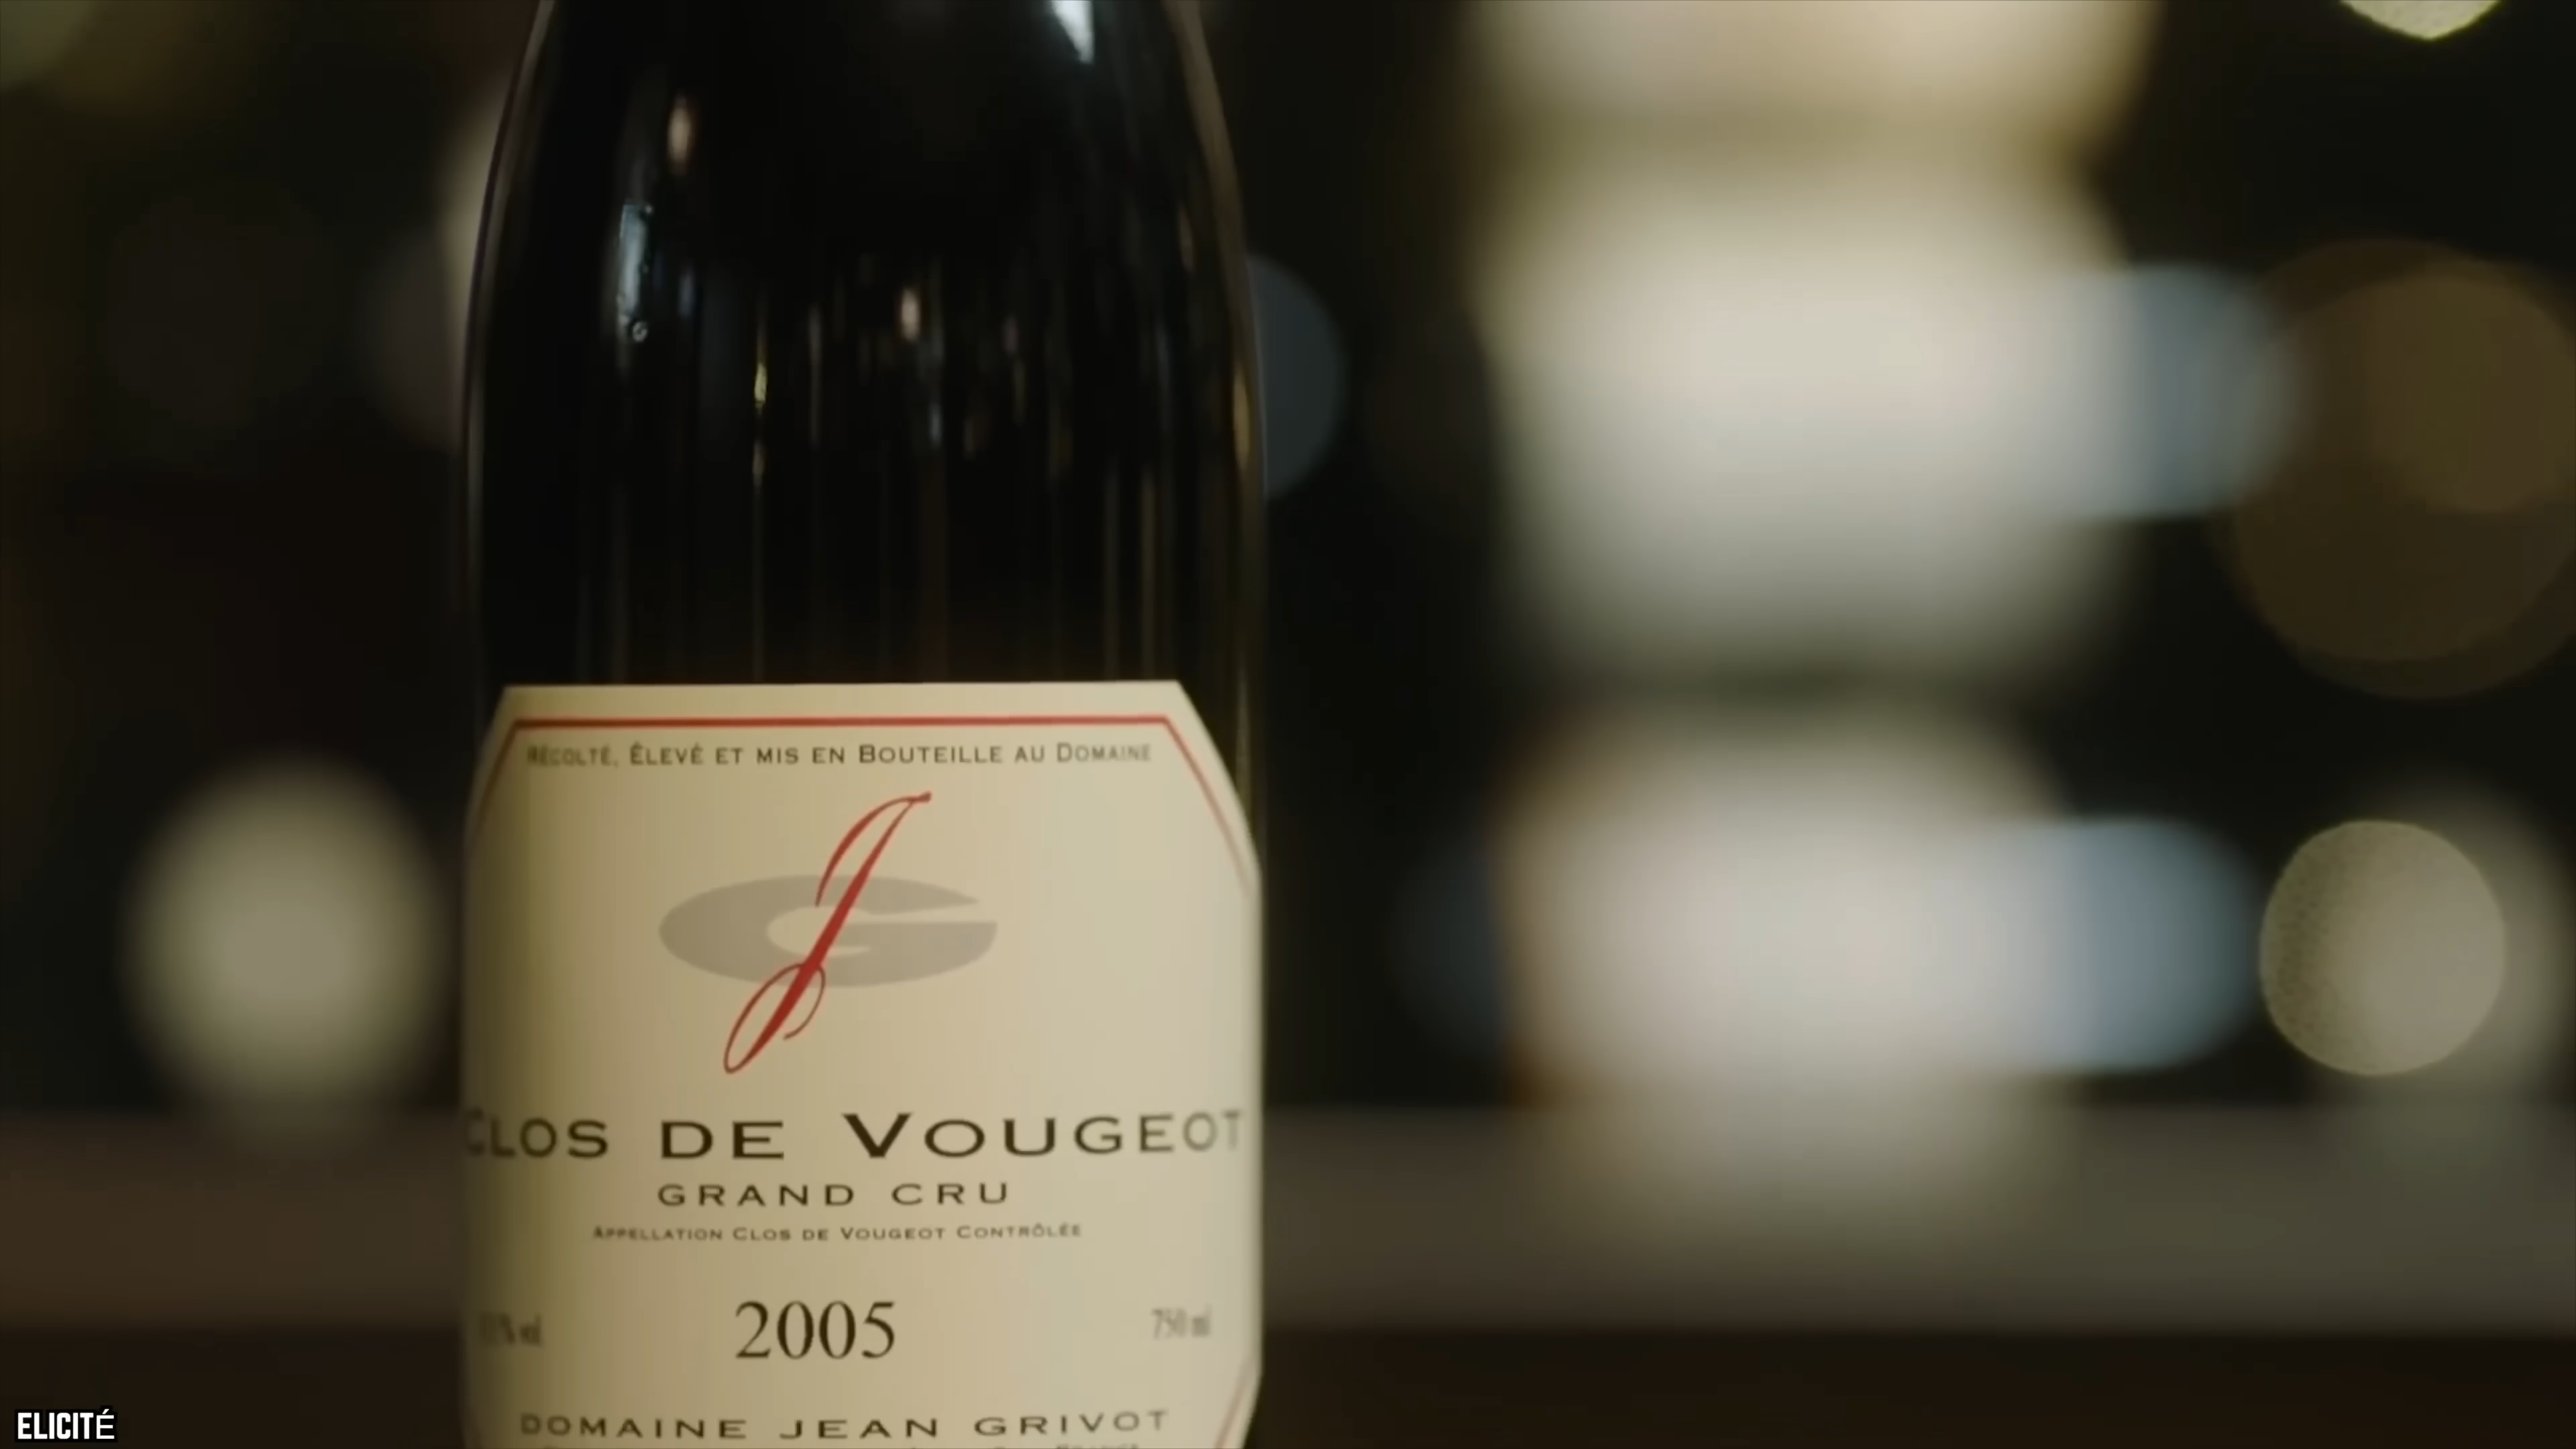 Récolté, Élevé et mis en Bouteille au Domaine
JG
Clos de Vougeot
Grand Cru
Appellation Clos de Vougeot Contrôlée
2005
750 ml
Domaine Jean Grivot
ELICITÉ